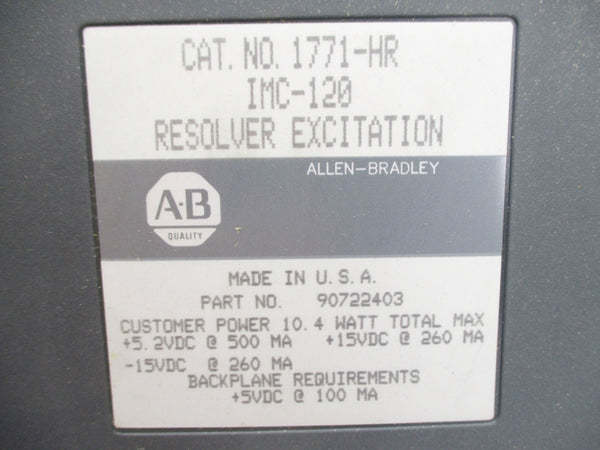 CAT. NO. 1771-HR
IMC-120
RESOLVER EXCITATION
ALLEN-BRADLEY
A-B
QUALITY
MADE IN U.S.A.
PART NO. 90722403
CUSTOMER POWER 10.4 WATT TOTAL MAX
+5.2VDC @ 500 MA +15VDC @ 260 MA
-15VDC @ 260 MA
BACKPLANE REQUIREMENTS
+5VDC @ 100 MA